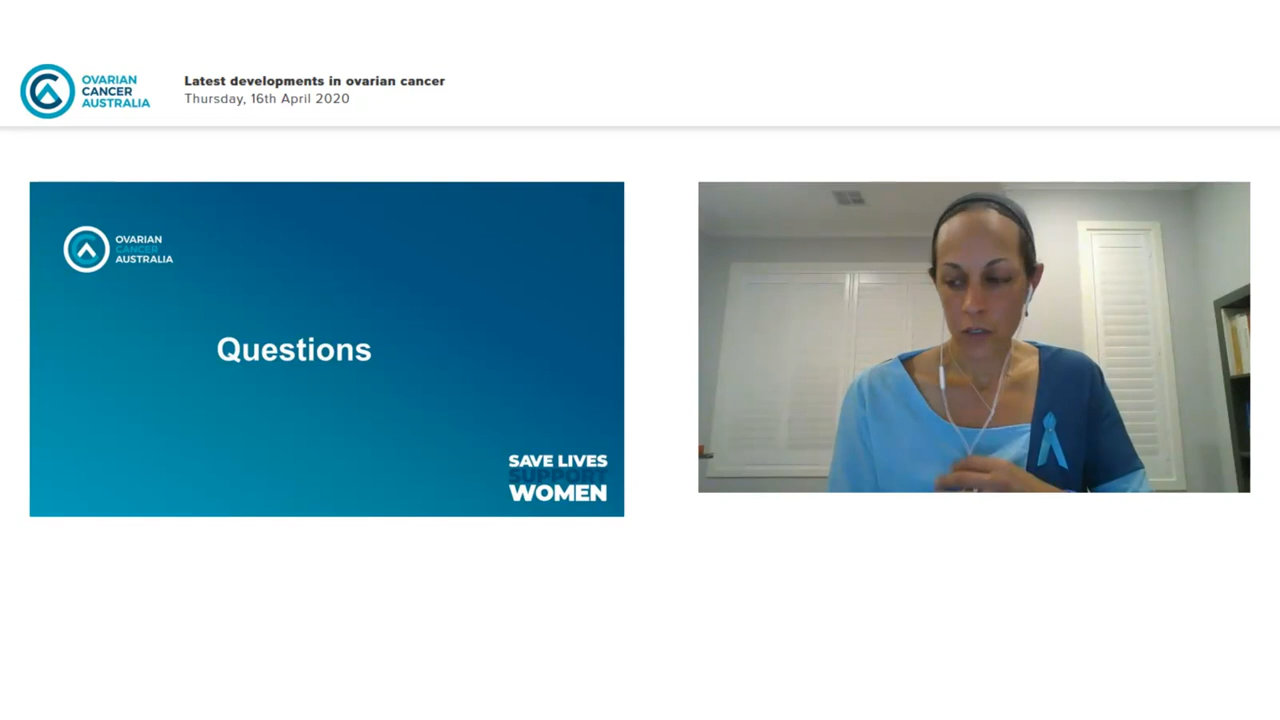 OVARIAN
CANCER
AUSTRALIA
Latest developments in ovarian cancer
Thursday, 16th April 2020
OVARIAN
CANCER
AUSTRALIA
Questions
SAVE LIVES
SUPPORT
WOMEN